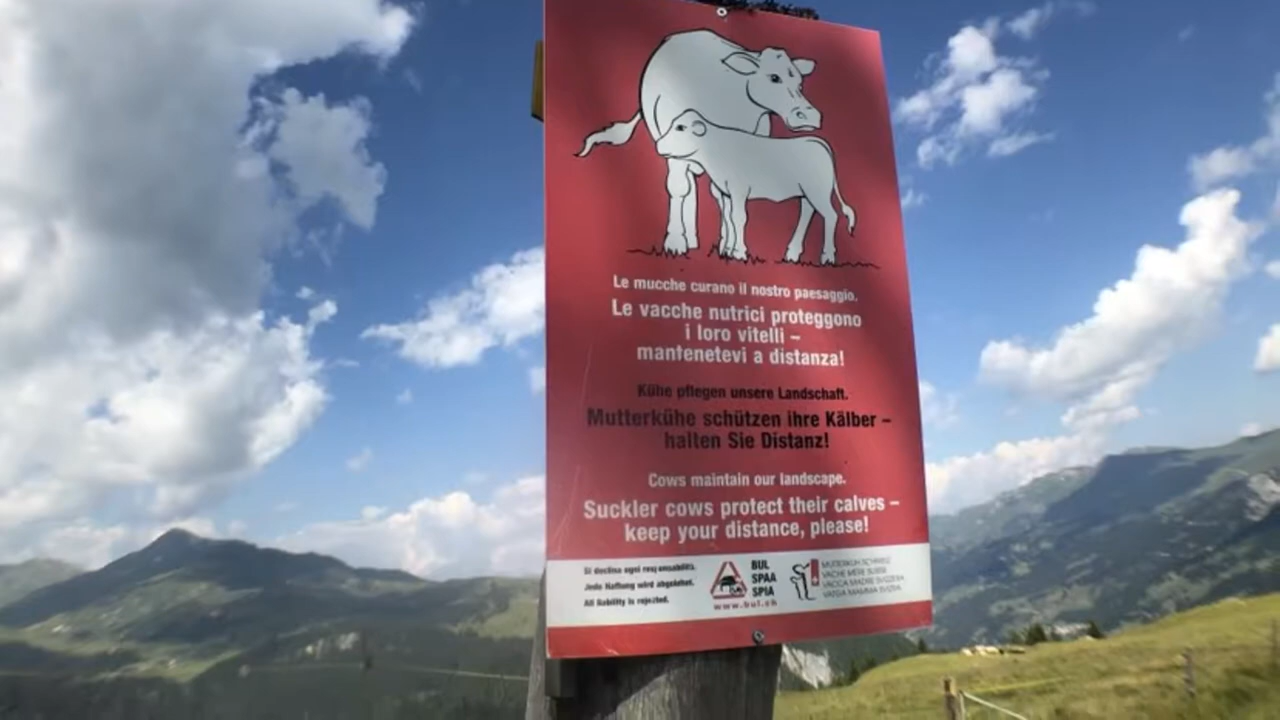 Le mucche curano il nostro paesaggio.
Le vacche nutrici proteggono
i loro vitelli –
mantenetevi a distanza!
Kühe pflegen unsere Landschaft.
Mutterkühe schützen ihre Kälber –
halten Sie Distanz!
Cows maintain our landscape.
Suckler cows protect their calves –
keep your distance, please!
Si declina ogni responsabilità.
Jede Haftung wird abgelehnt.
All liability is rejected.
BUL
SPAA
SPIA
www.bul.ch
MUTTERKUH SCHWEIZ
VACHE MÈRE SUISSE
VACCA MADRE SVIZZERA
VATGA MAMMA SVIZRA